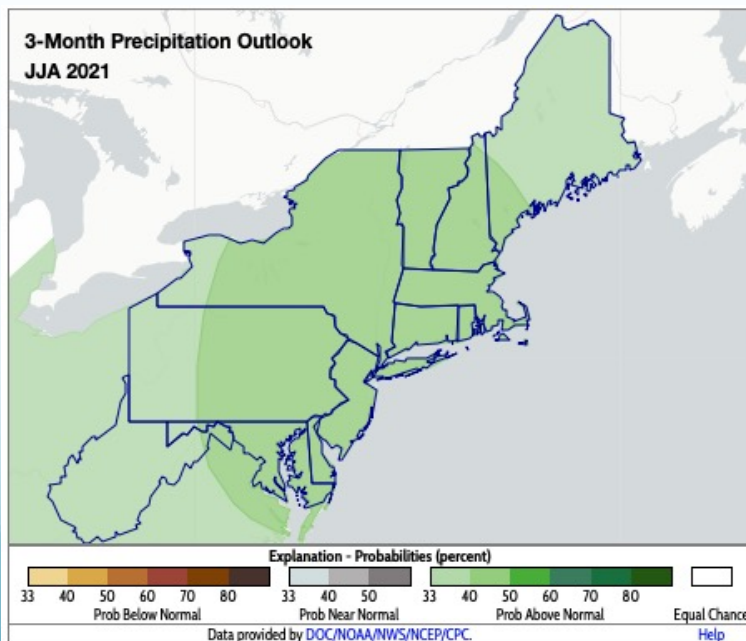 3-Month Precipitation Outlook
JJA 2021
Explanation - Probabilities (percent)
33 40 50 60 70 80 33 40 50 33 40 50 60 70 80
Prob Below Normal Prob Near Normal Prob Above Normal Equal Chance
Data provided by DOC/NOAA/NWS/NCEP/CPC. Help